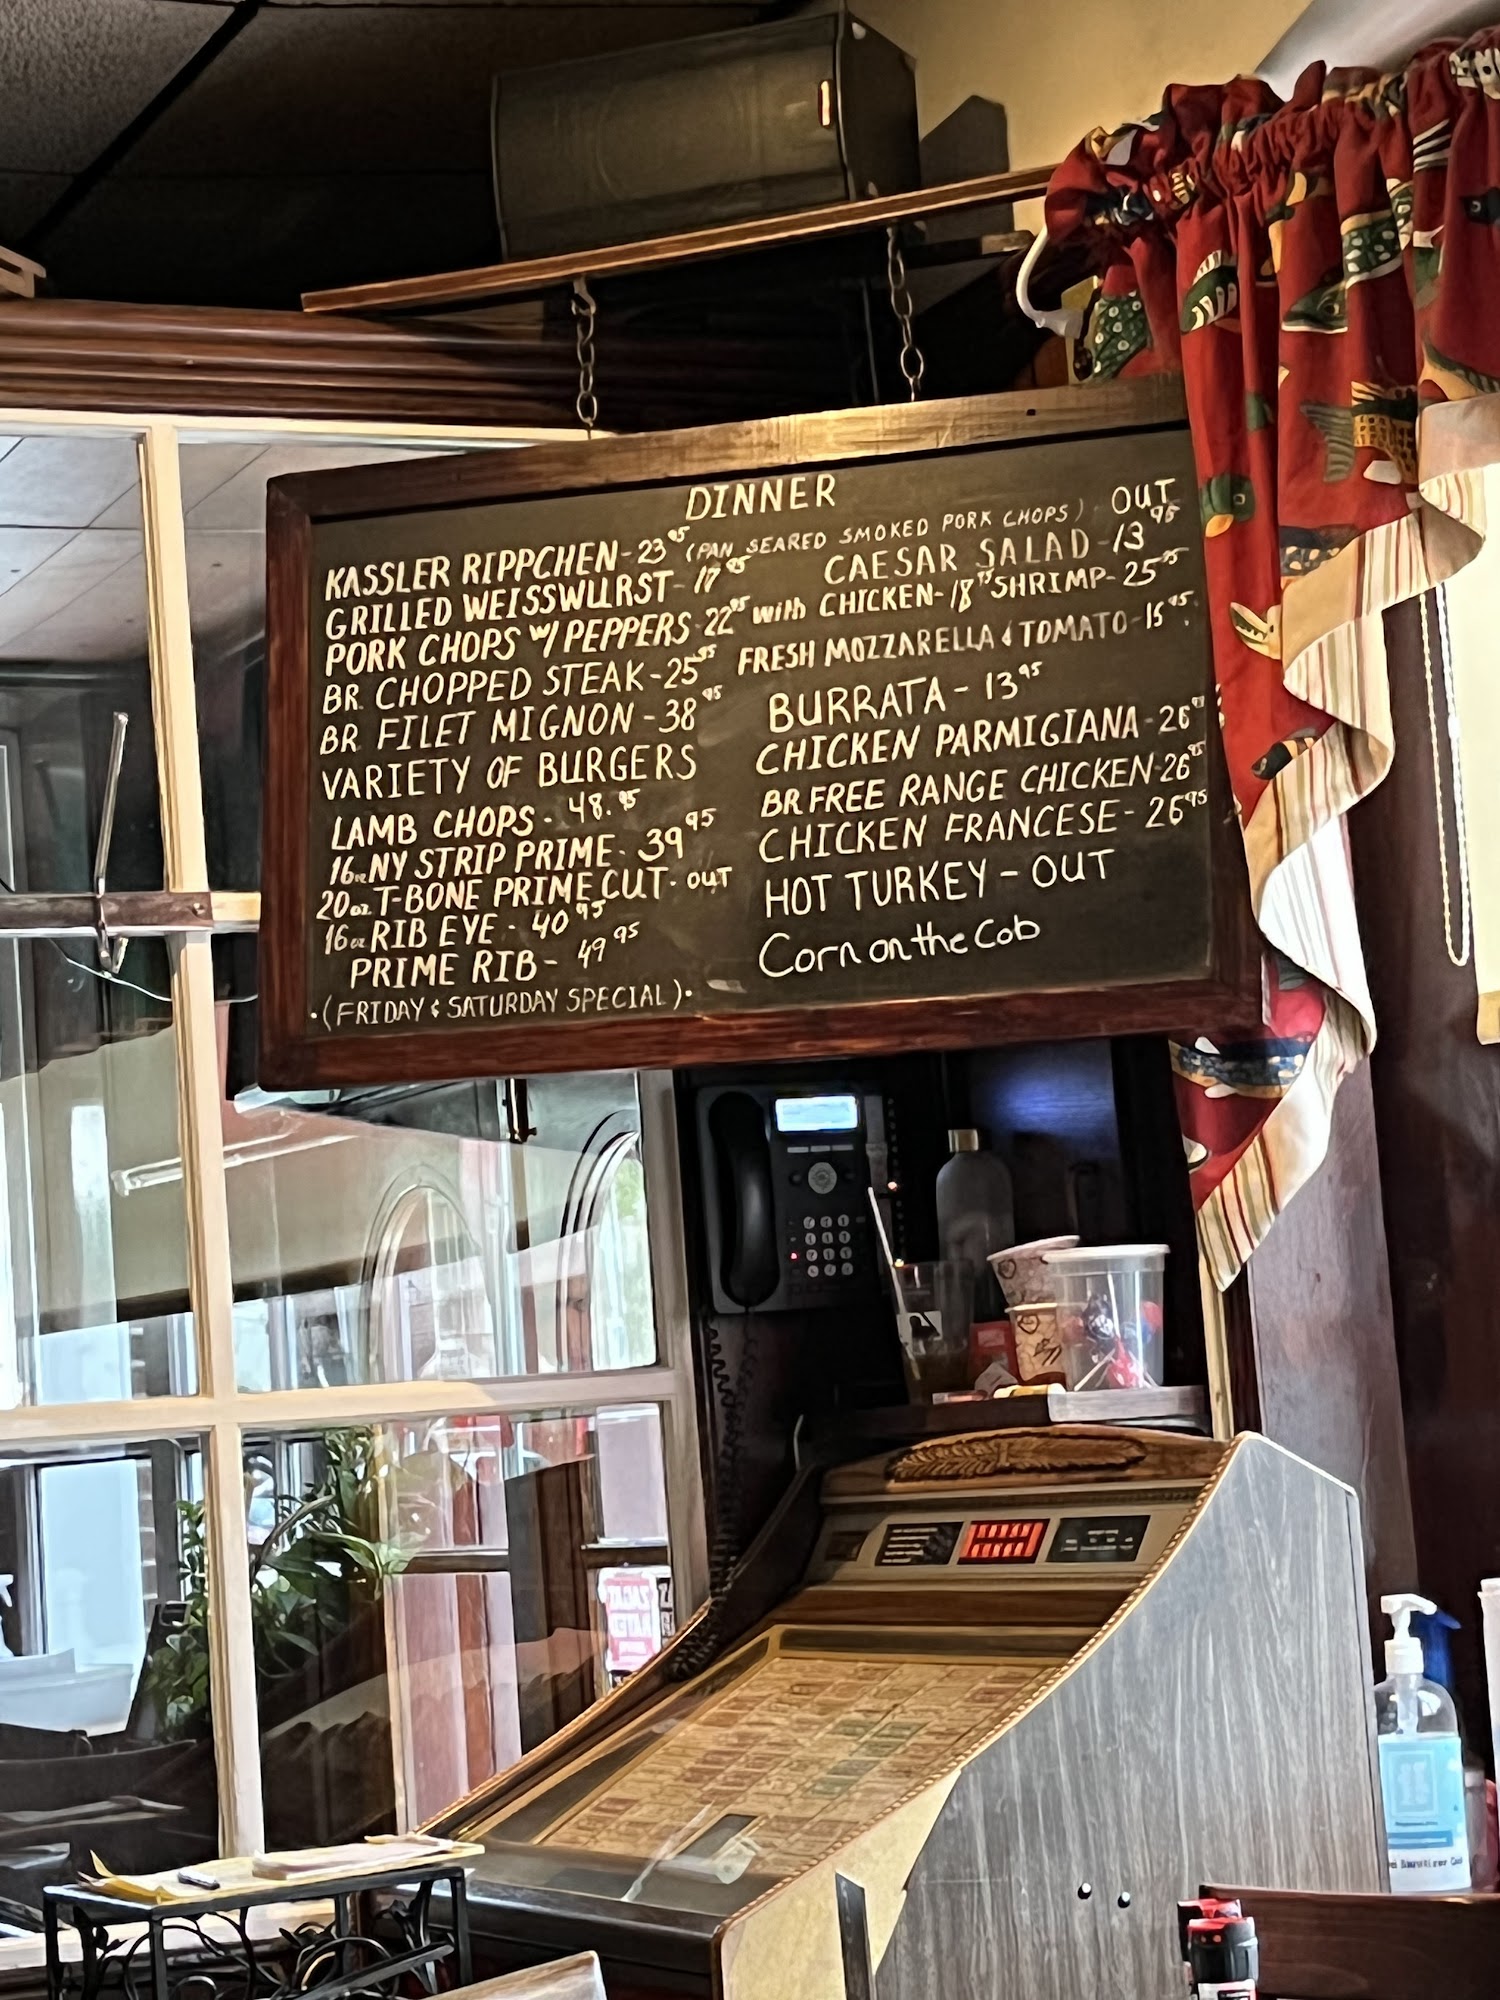 DINNER
KASSLER RIPPCHEN - 23 95 (PAN SEARED SMOKED PORK CHOPS) OUT
GRILLED WEISSWURST - 17 95
PORK CHOPS W/ PEPPERS 22 95
BR CHOPPED STEAK - 25 95
BR FILET MIGNON - 38 95
VARIETY OF BURGERS
LAMB CHOPS - 48.95
16oz NY STRIP PRIME - 39 95
20oz T-BONE PRIME CUT - OUT
16oz RIB EYE - 40 95
PRIME RIB - 49 95
•(FRIDAY & SATURDAY SPECIAL)•
CAESAR SALAD - 13 95
with CHICKEN - 18 95 SHRIMP - 25 95
FRESH MOZZARELLA & TOMATO - 15 95
BURRATA - 13 95
CHICKEN PARMIGIANA - 26
BR FREE RANGE CHICKEN - 26 95
CHICKEN FRANCESE - 26 95
HOT TURKEY - OUT
Corn on the Cob